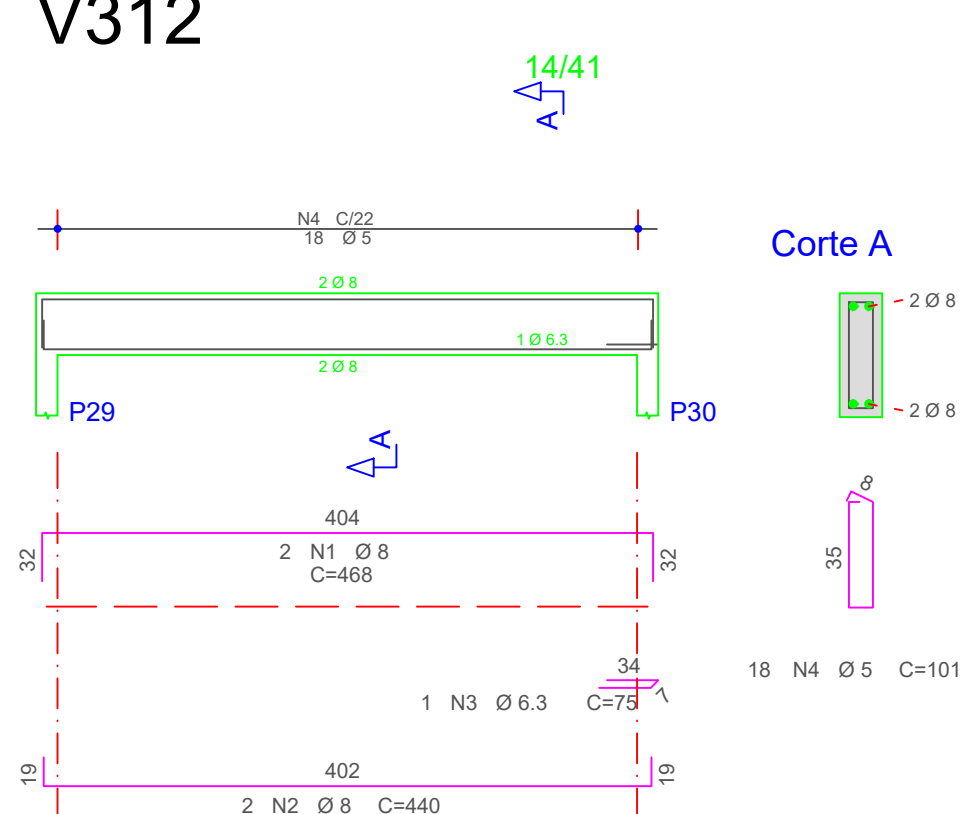 V312
14/41
A
N4 C/22
18 Ø 5
Corte A
2 Ø 8
2 Ø 8
1 Ø 6.3
2 Ø 8
P29
P30
2 Ø 8
A
404
32
2 N1 Ø 8
32
C=468
8
35
34
7
1 N3 Ø 6.3 C=75
18 N4 Ø 5 C=101
19
402
19
2 N2 Ø 8 C=440